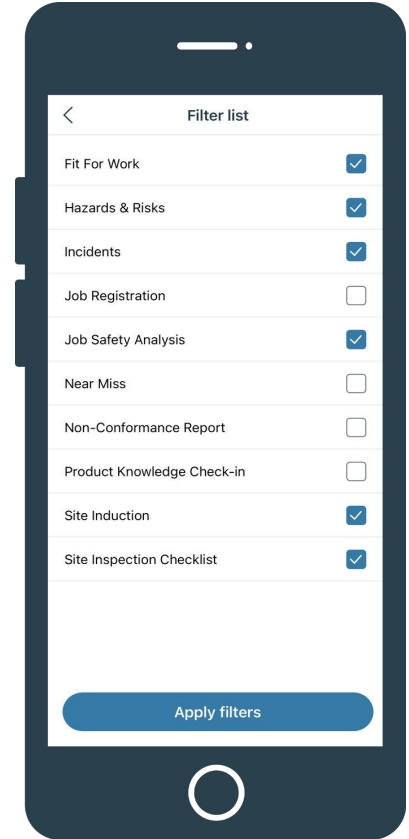 Filter list
Fit For Work
Hazards & Risks
Incidents
Job Registration
Job Safety Analysis
Near Miss
Non-Conformance Report
Product Knowledge Check-in
Site Induction
Site Inspection Checklist
Apply filters